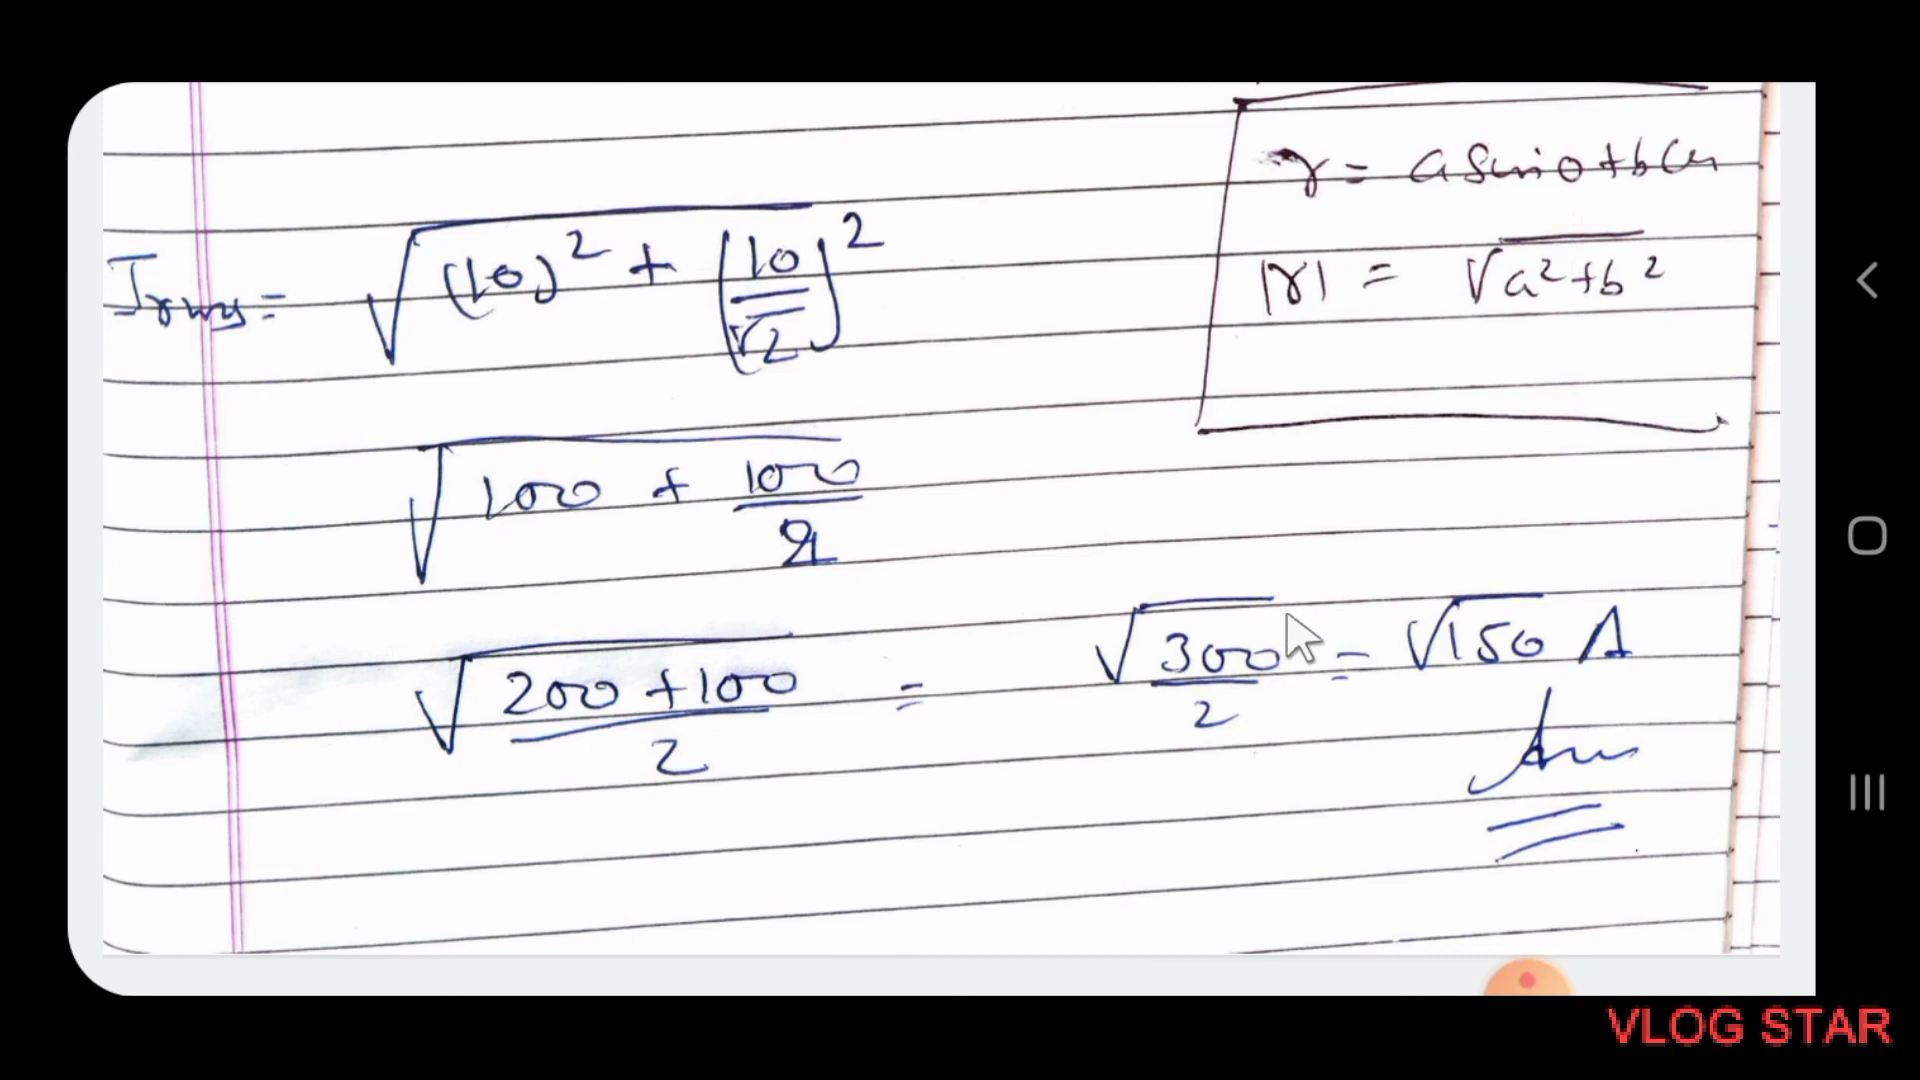 r = a Sin θ + b Cos
|r| = √a² + b²
Irms = √(10)² + (10/√2)²
√100 + 100/2
√200 + 100/2 = √300/2 = √150 A
Ans
VLOG STAR